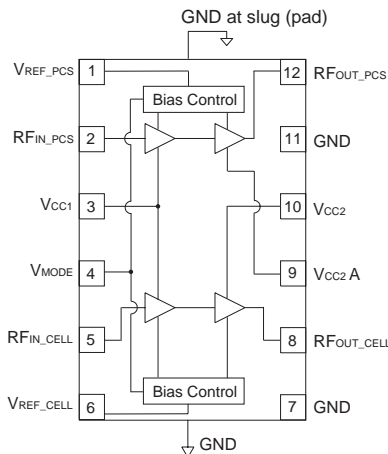 GND at slug (pad)
VREF_PCS 1
Bias Control
12 RFOUT_PCS
RFIN_PCS 2
11 GND
VCC1 3
10 VCC2
VMODE 4
9 VCC2 A
RFIN_CELL 5
8 RFOUT_CELL
VREF_CELL 6
Bias Control
7 GND
GND